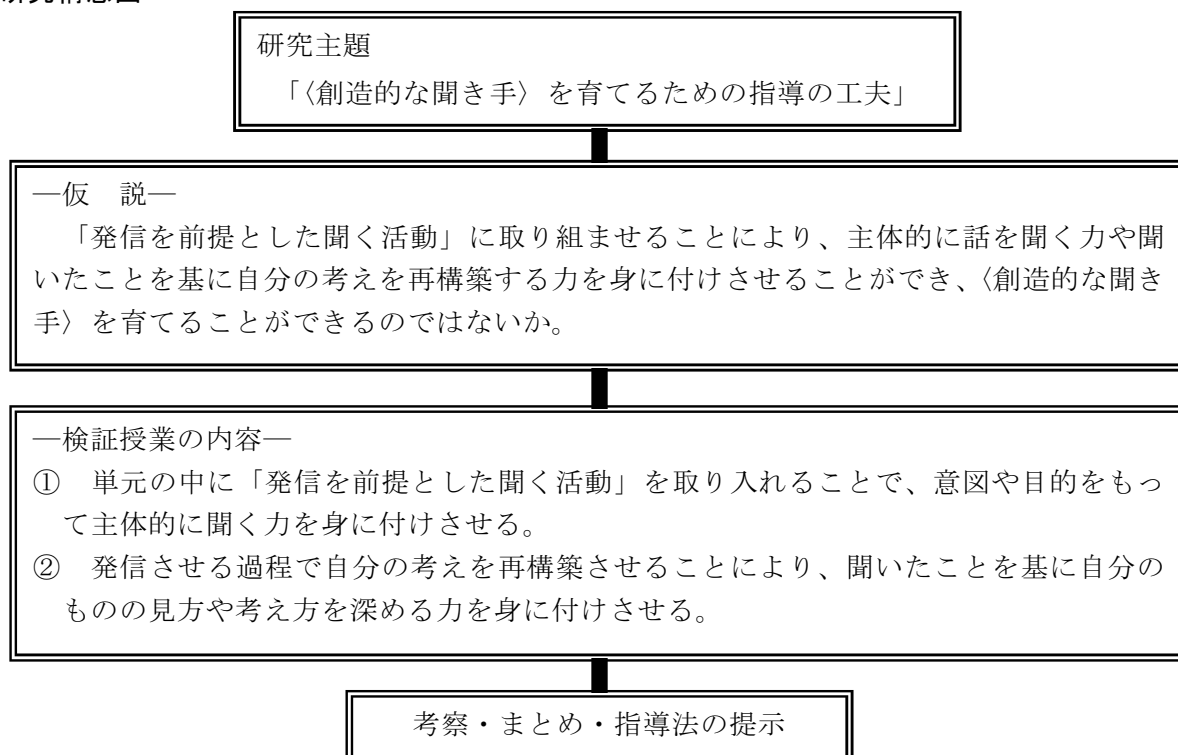 研究主題
「〈創造的な聞き手〉を育てるための指導の工夫」
―仮　説―
「発信を前提とした聞く活動」に取り組ませることにより、主体的に話を聞く力や聞
いたことを基に自分の考えを再構築する力を身に付けさせることができ、〈創造的な聞き
手〉を育てることができるのではないか。
―検証授業の内容―
①　単元の中に「発信を前提とした聞く活動」を取り入れることで、意図や目的をもっ
て主体的に聞く力を身に付けさせる。
②　発信させる過程で自分の考えを再構築させることにより、聞いたことを基に自分の
ものの見方や考え方を深める力を身に付けさせる。
考察・まとめ・指導法の提示